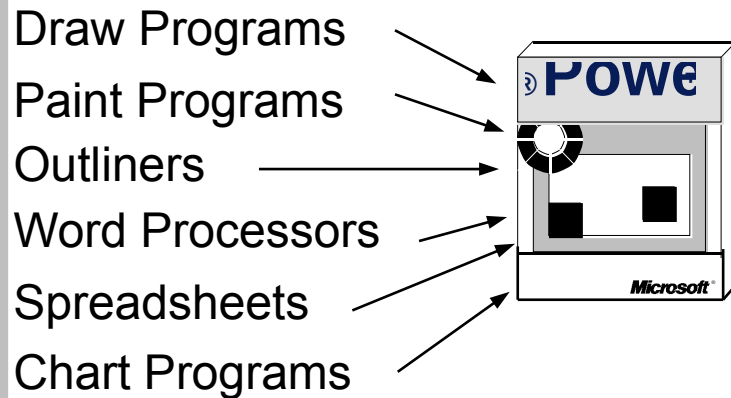 Draw Programs
® Powe
Paint Programs
Outliners
Word Processors
Spreadsheets
Microsoft®
Chart Programs